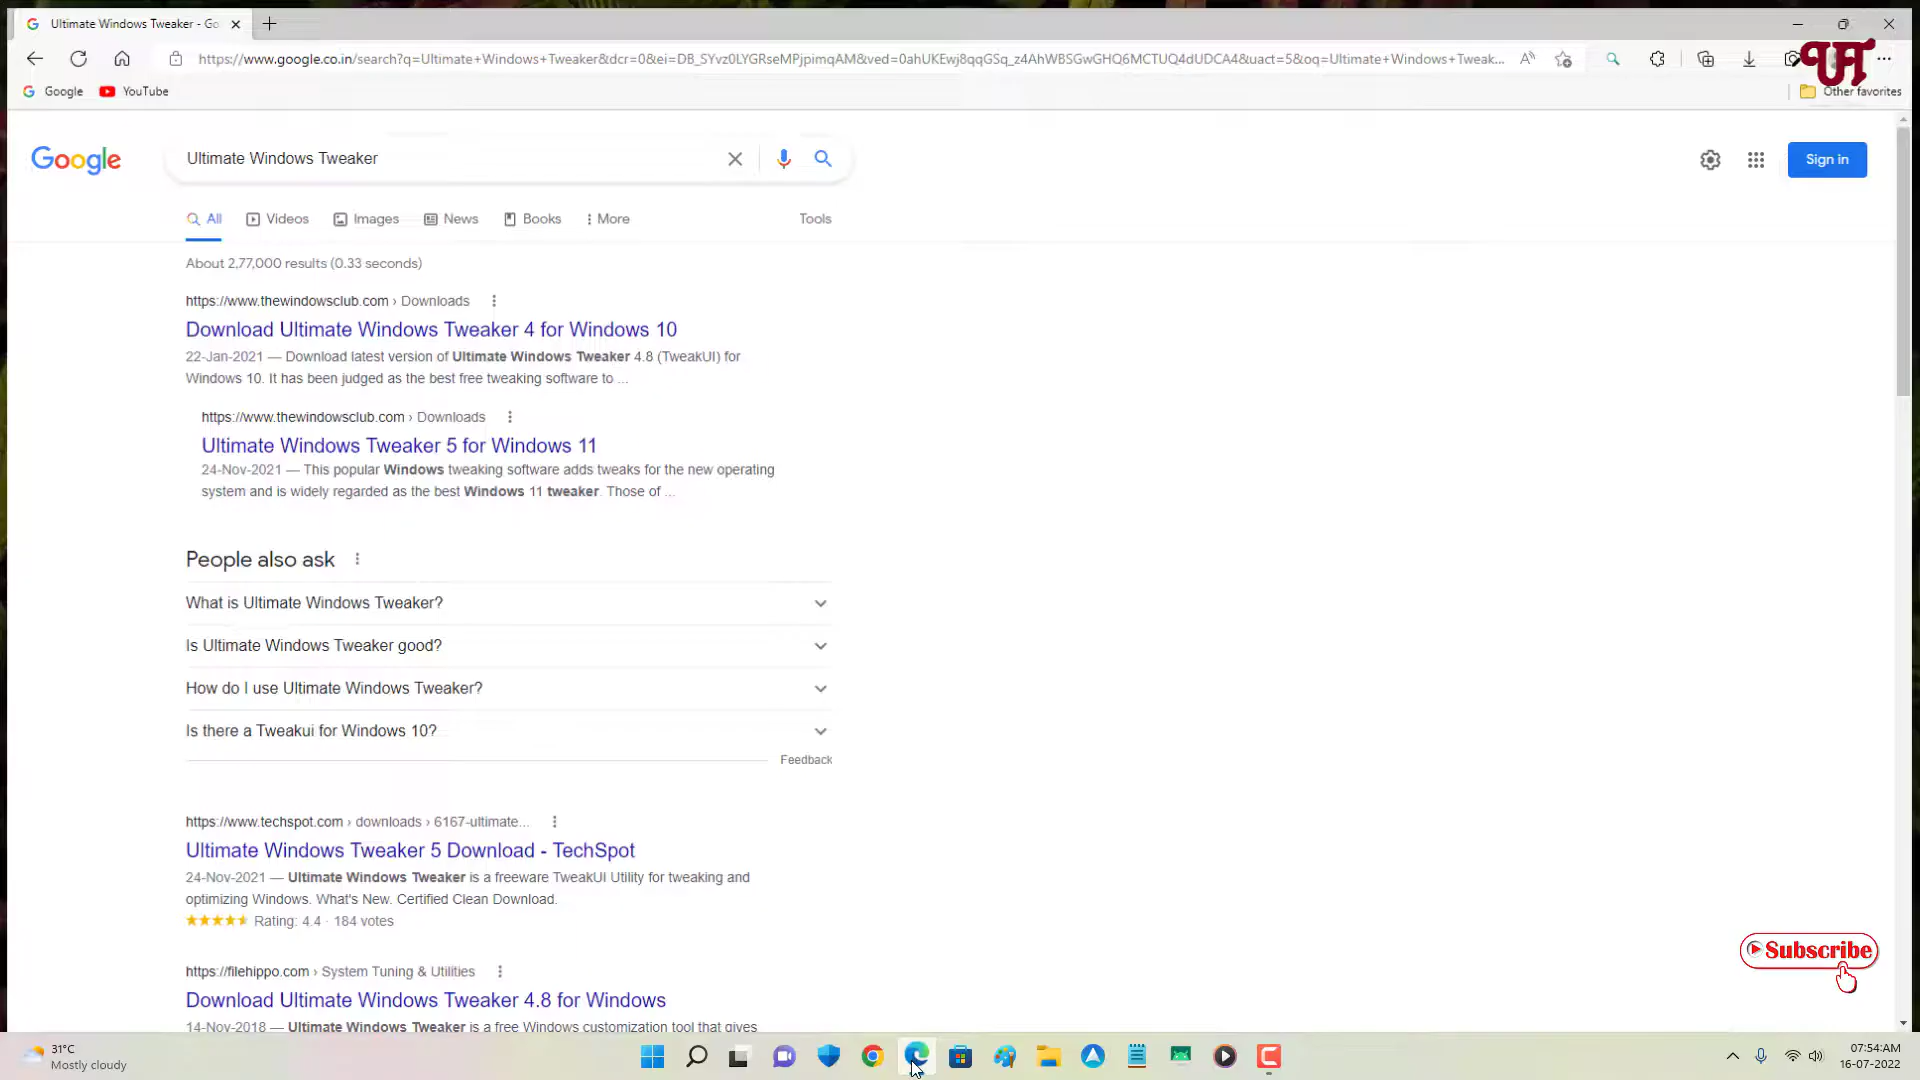 Ultimate Windows Tweaker - Go
https://www.google.co.in/search?q=Ultimate+Windows+Tweaker&dcr=0&ei=DB_SYvz0LYGRseMPjpimqAM&ved=0ahUKEwj8qqGSq_z4AhWBSGwGHQ6MCTUQ4dUDCA4&uact=5&oq=Ultimate+Windows+Tweak...
UA
Google
YouTube
Other favorites
Google
Ultimate Windows Tweaker
Sign in
All
Videos
Images
News
Books
More
Tools
About 2,77,000 results (0.33 seconds)
https://www.thewindowsclub.com › Downloads
Download Ultimate Windows Tweaker 4 for Windows 10
22-Jan-2021 — Download latest version of Ultimate Windows Tweaker 4.8 (TweakUI) for
Windows 10. It has been judged as the best free tweaking software to ...
https://www.thewindowsclub.com › Downloads
Ultimate Windows Tweaker 5 for Windows 11
24-Nov-2021 — This popular Windows tweaking software adds tweaks for the new operating
system and is widely regarded as the best Windows 11 tweaker. Those of ...
People also ask
What is Ultimate Windows Tweaker?
Is Ultimate Windows Tweaker good?
How do I use Ultimate Windows Tweaker?
Is there a Tweakui for Windows 10?
Feedback
https://www.techspot.com › downloads › 6167-ultimate...
Ultimate Windows Tweaker 5 Download - TechSpot
24-Nov-2021 — Ultimate Windows Tweaker is a freeware TweakUI Utility for tweaking and
optimizing Windows. What's New. Certified Clean Download.
Rating: 4.4 · 184 votes
Subscribe
https://filehippo.com › System Tuning & Utilities
Download Ultimate Windows Tweaker 4.8 for Windows
14-Nov-2018 — Ultimate Windows Tweaker is a free Windows customization tool that gives
31°C
Mostly cloudy
07:54:AM
16-07-2022